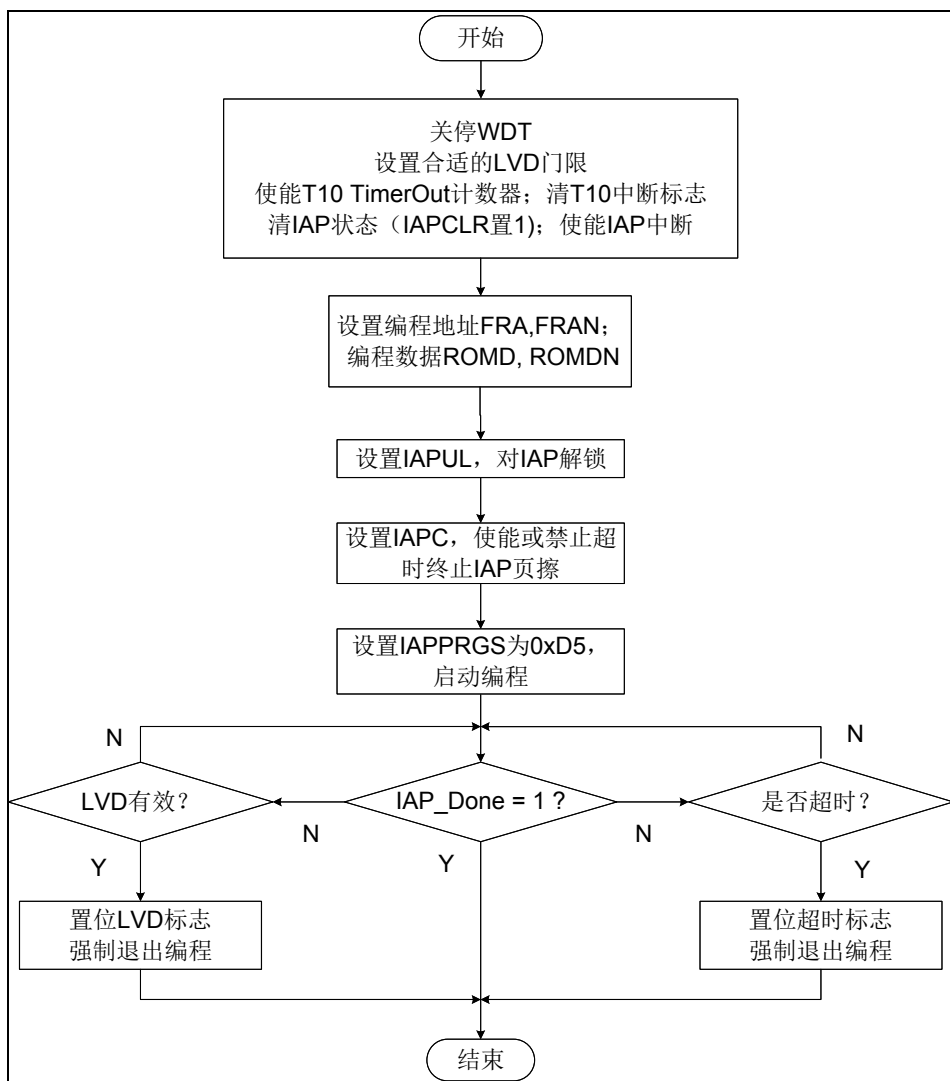 开始
关停WDT
设置合适的LVD门限
使能T10 TimerOut计数器；清T10中断标志
清IAP状态（IAPCLR置1)；使能IAP中断
设置编程地址FRA,FRAN；
编程数据ROMD, ROMDN
设置IAPUL，对IAP解锁
设置IAPC，使能或禁止超
时终止IAP页擦
设置IAPPRGS为0xD5，
启动编程
N
N
LVD有效？
IAP_Done = 1 ?
是否超时？
N
N
Y
Y
Y
置位LVD标志
强制退出编程
置位超时标志
强制退出编程
结束